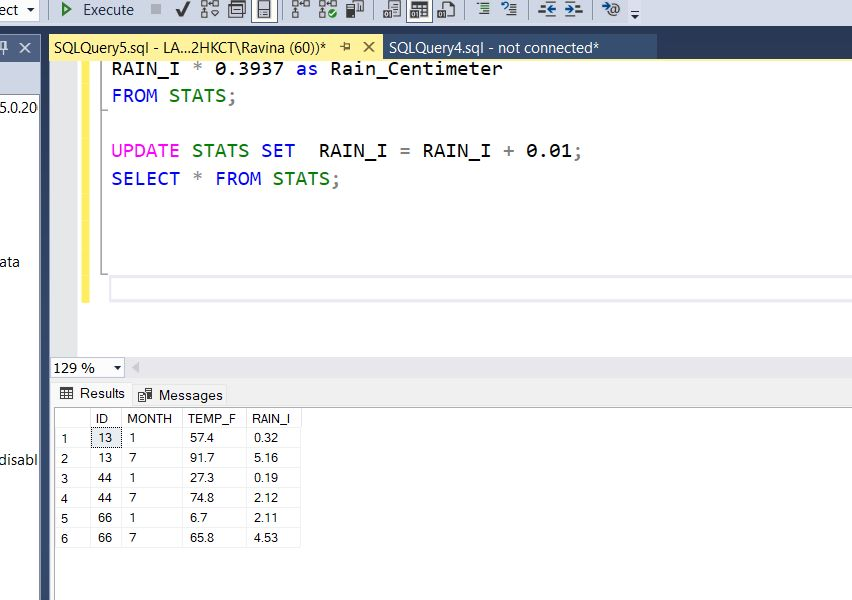 ect Execute
SQLQuery5.sql - LA...2HKCT\Ravina (60))* SQLQuery4.sql - not connected*
RAIN_I * 0.3937 as Rain_Centimeter
5.0.20
FROM STATS;
UPDATE STATS SET  RAIN_I = RAIN_I + 0.01;
SELECT * FROM STATS;
ata
129 %
Results Messages
ID MONTH TEMP_F RAIN_I
1 13 1 57.4 0.32
2 13 7 91.7 5.16
disabl
3 44 1 27.3 0.19
4 44 7 74.8 2.12
5 66 1 6.7 2.11
6 66 7 65.8 4.53